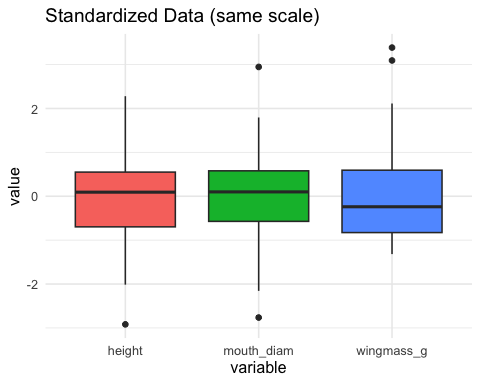 Standardized Data (same scale)
value
2
0
-2
height mouth_diam wingmass_g
variable